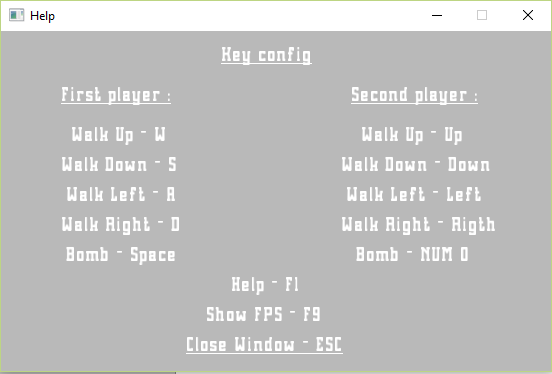 Help
Key config
First player :
Second player :
Walk Up - W
Walk Up - Up
Walk Down - S
Walk Down - Down
Walk Left - A
Walk Left - Left
Walk Right - D
Walk Right - Rigth
Bomb - Space
Bomb - NUM 0
Help - F1
Show FPS - F9
Close Window - ESC